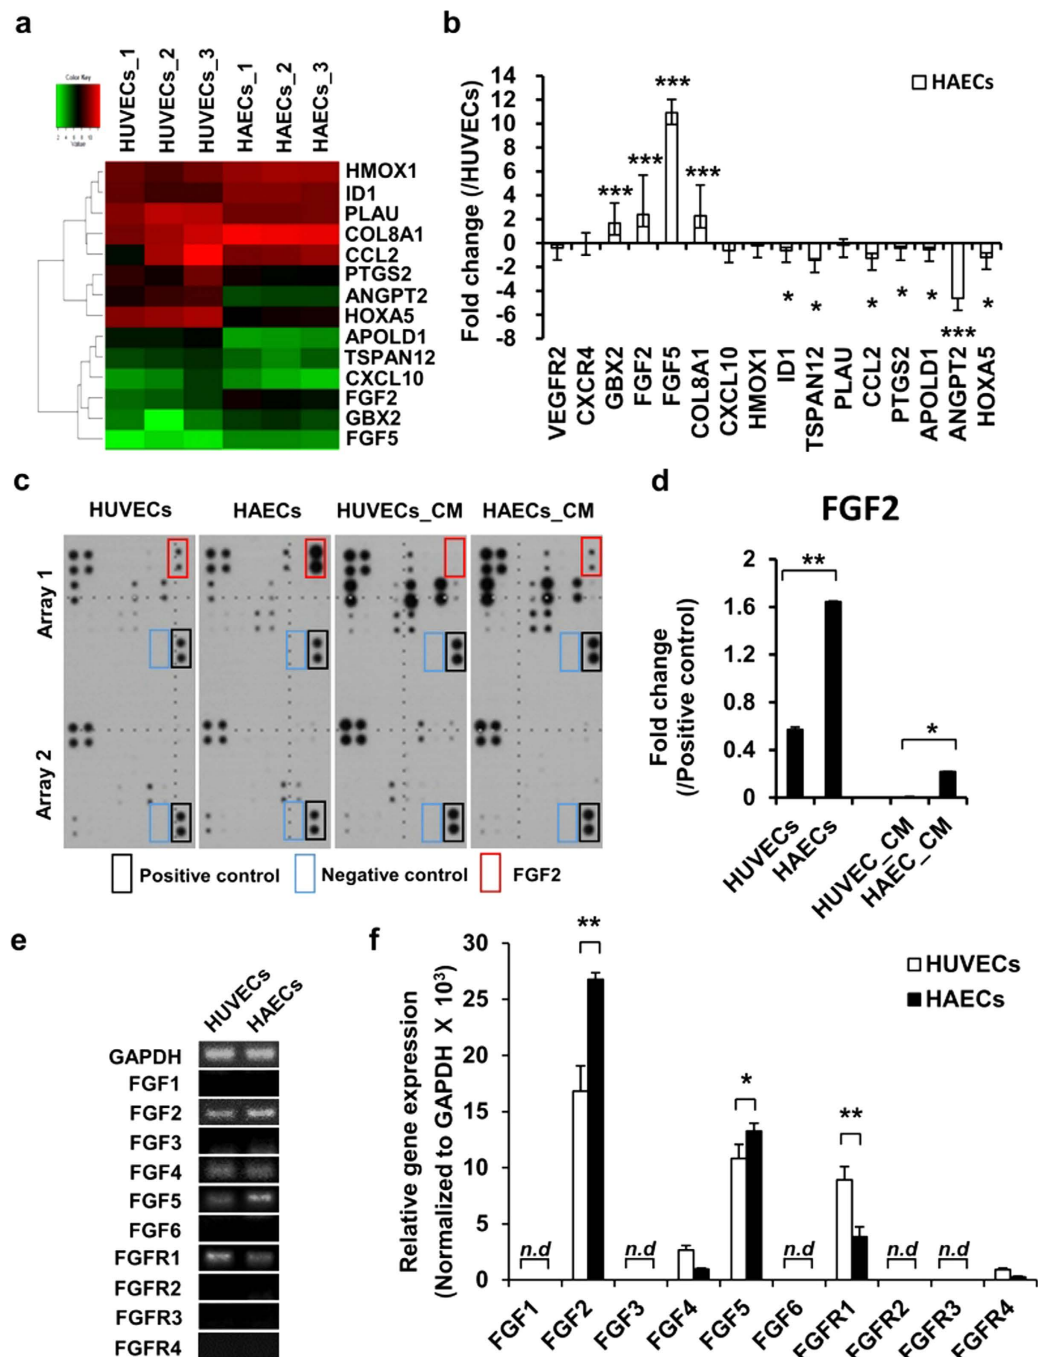 a
Color Key
2 4 6 8 10
Value
HUVECs_1
HUVECs_2
HUVECs_3
HAECs_1
HAECs_2
HAECs_3
HMOX1
ID1
PLAU
COL8A1
CCL2
PTGS2
ANGPT2
HOXA5
APOLD1
TSPAN12
CXCL10
FGF2
GBX2
FGF5
b
Fold change (/HUVECs)
14
12
10
8
6
4
2
0
-2
-4
-6
-8
HAECs
***
***
***
***
*
*
*
*
*
***
*
VEGFR2
CXCR4
GBX2
FGF2
FGF5
COL8A1
CXCL10
HMOX1
ID1
TSPAN12
PLAU
CCL2
PTGS2
APOLD1
ANGPT2
HOXA5
c
HUVECs
HAECs
HUVECs_CM
HAECs_CM
Array 1
Array 2
Positive control
Negative control
FGF2
d
FGF2
Fold change
(/Positive control)
2
1.6
1.2
0.8
0.4
0
**
*
HUVECs
HAECs
HUVEC_CM
HAEC_CM
e
HUVECs
HAECs
GAPDH
FGF1
FGF2
FGF3
FGF4
FGF5
FGF6
FGFR1
FGFR2
FGFR3
FGFR4
f
Relative gene expression
(Normalized to GAPDH X 10³)
30
25
20
15
10
5
0
HUVECs
HAECs
n.d
**
n.d
*
n.d
**
n.d
n.d
FGF1
FGF2
FGF3
FGF4
FGF5
FGF6
FGFR1
FGFR2
FGFR3
FGFR4